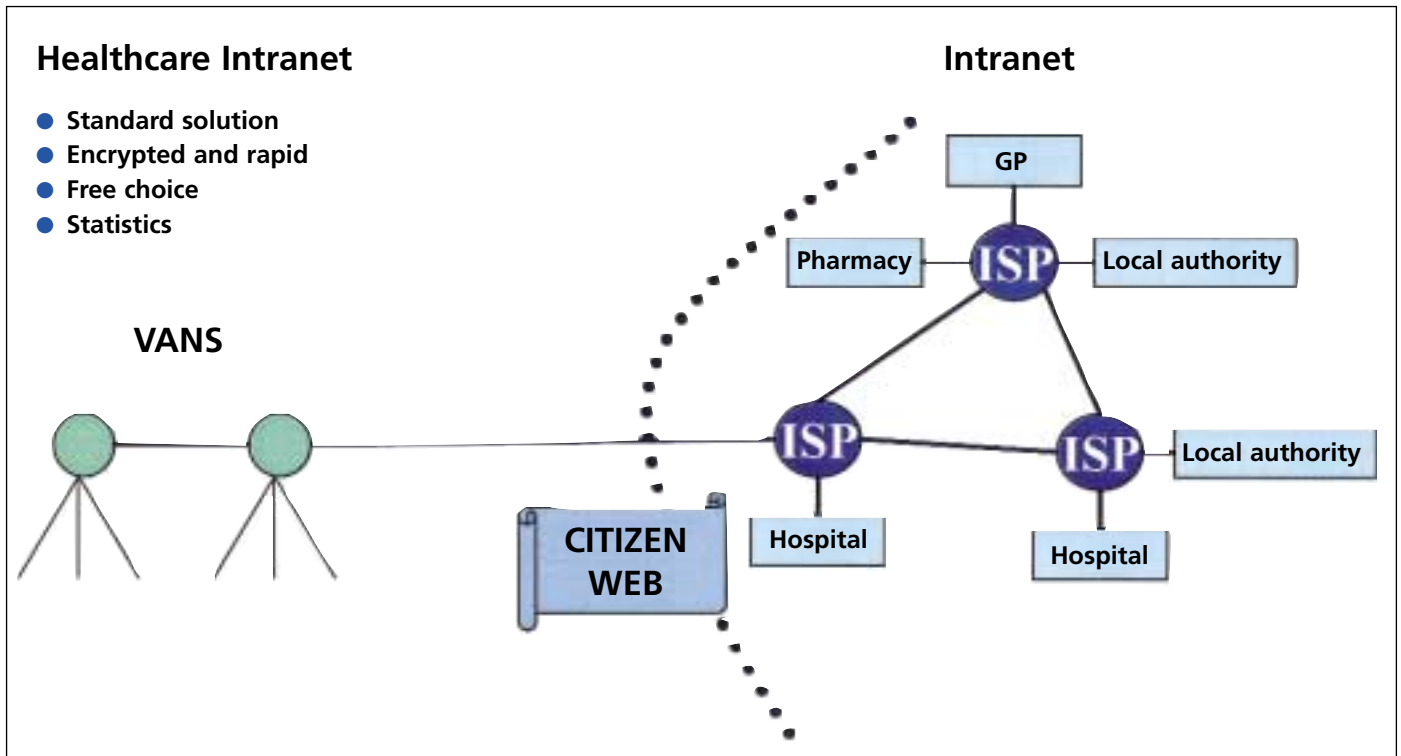 Healthcare Intranet
Standard solution
Encrypted and rapid
Free choice
Statistics
VANS
Intranet
GP
Pharmacy
ISP
Local authority
ISP
ISP
Local authority
Hospital
Hospital
CITIZEN
WEB